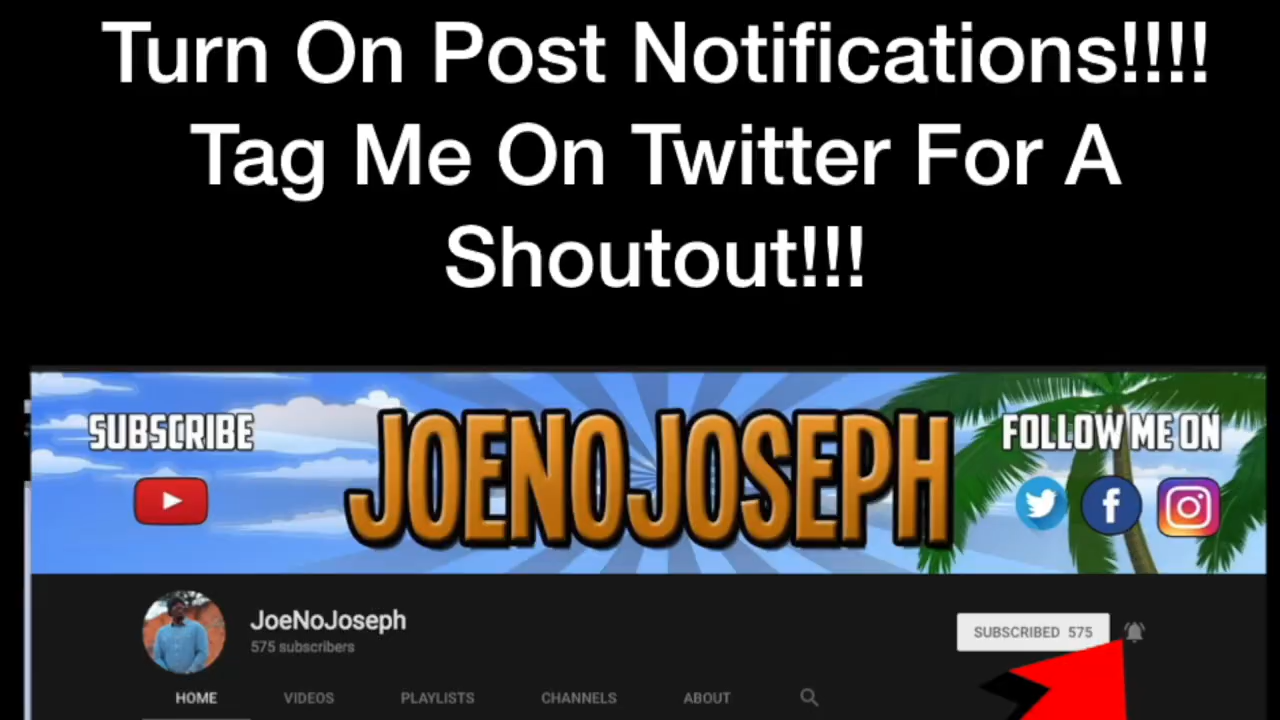 Turn On Post Notifications!!!!
Tag Me On Twitter For A
Shoutout!!!
SUBSCRIBE
JOENOJOSEPH
FOLLOW ME ON
JoeNoJoseph
575 subscribers
SUBSCRIBED 575
HOME VIDEOS PLAYLISTS CHANNELS ABOUT